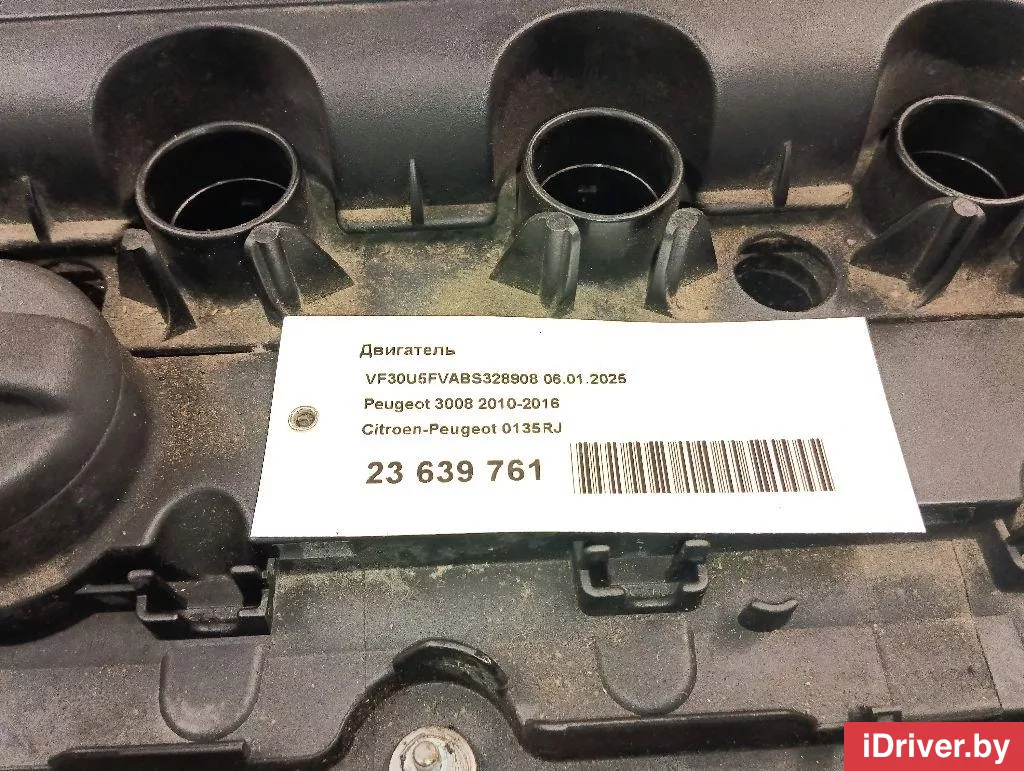 Двигатель
VF30U5FVABS328908 06.01.2025
Peugeot 3008 2010-2016
Citroen-Peugeot 0135RJ
23 639 761
iDriver.by